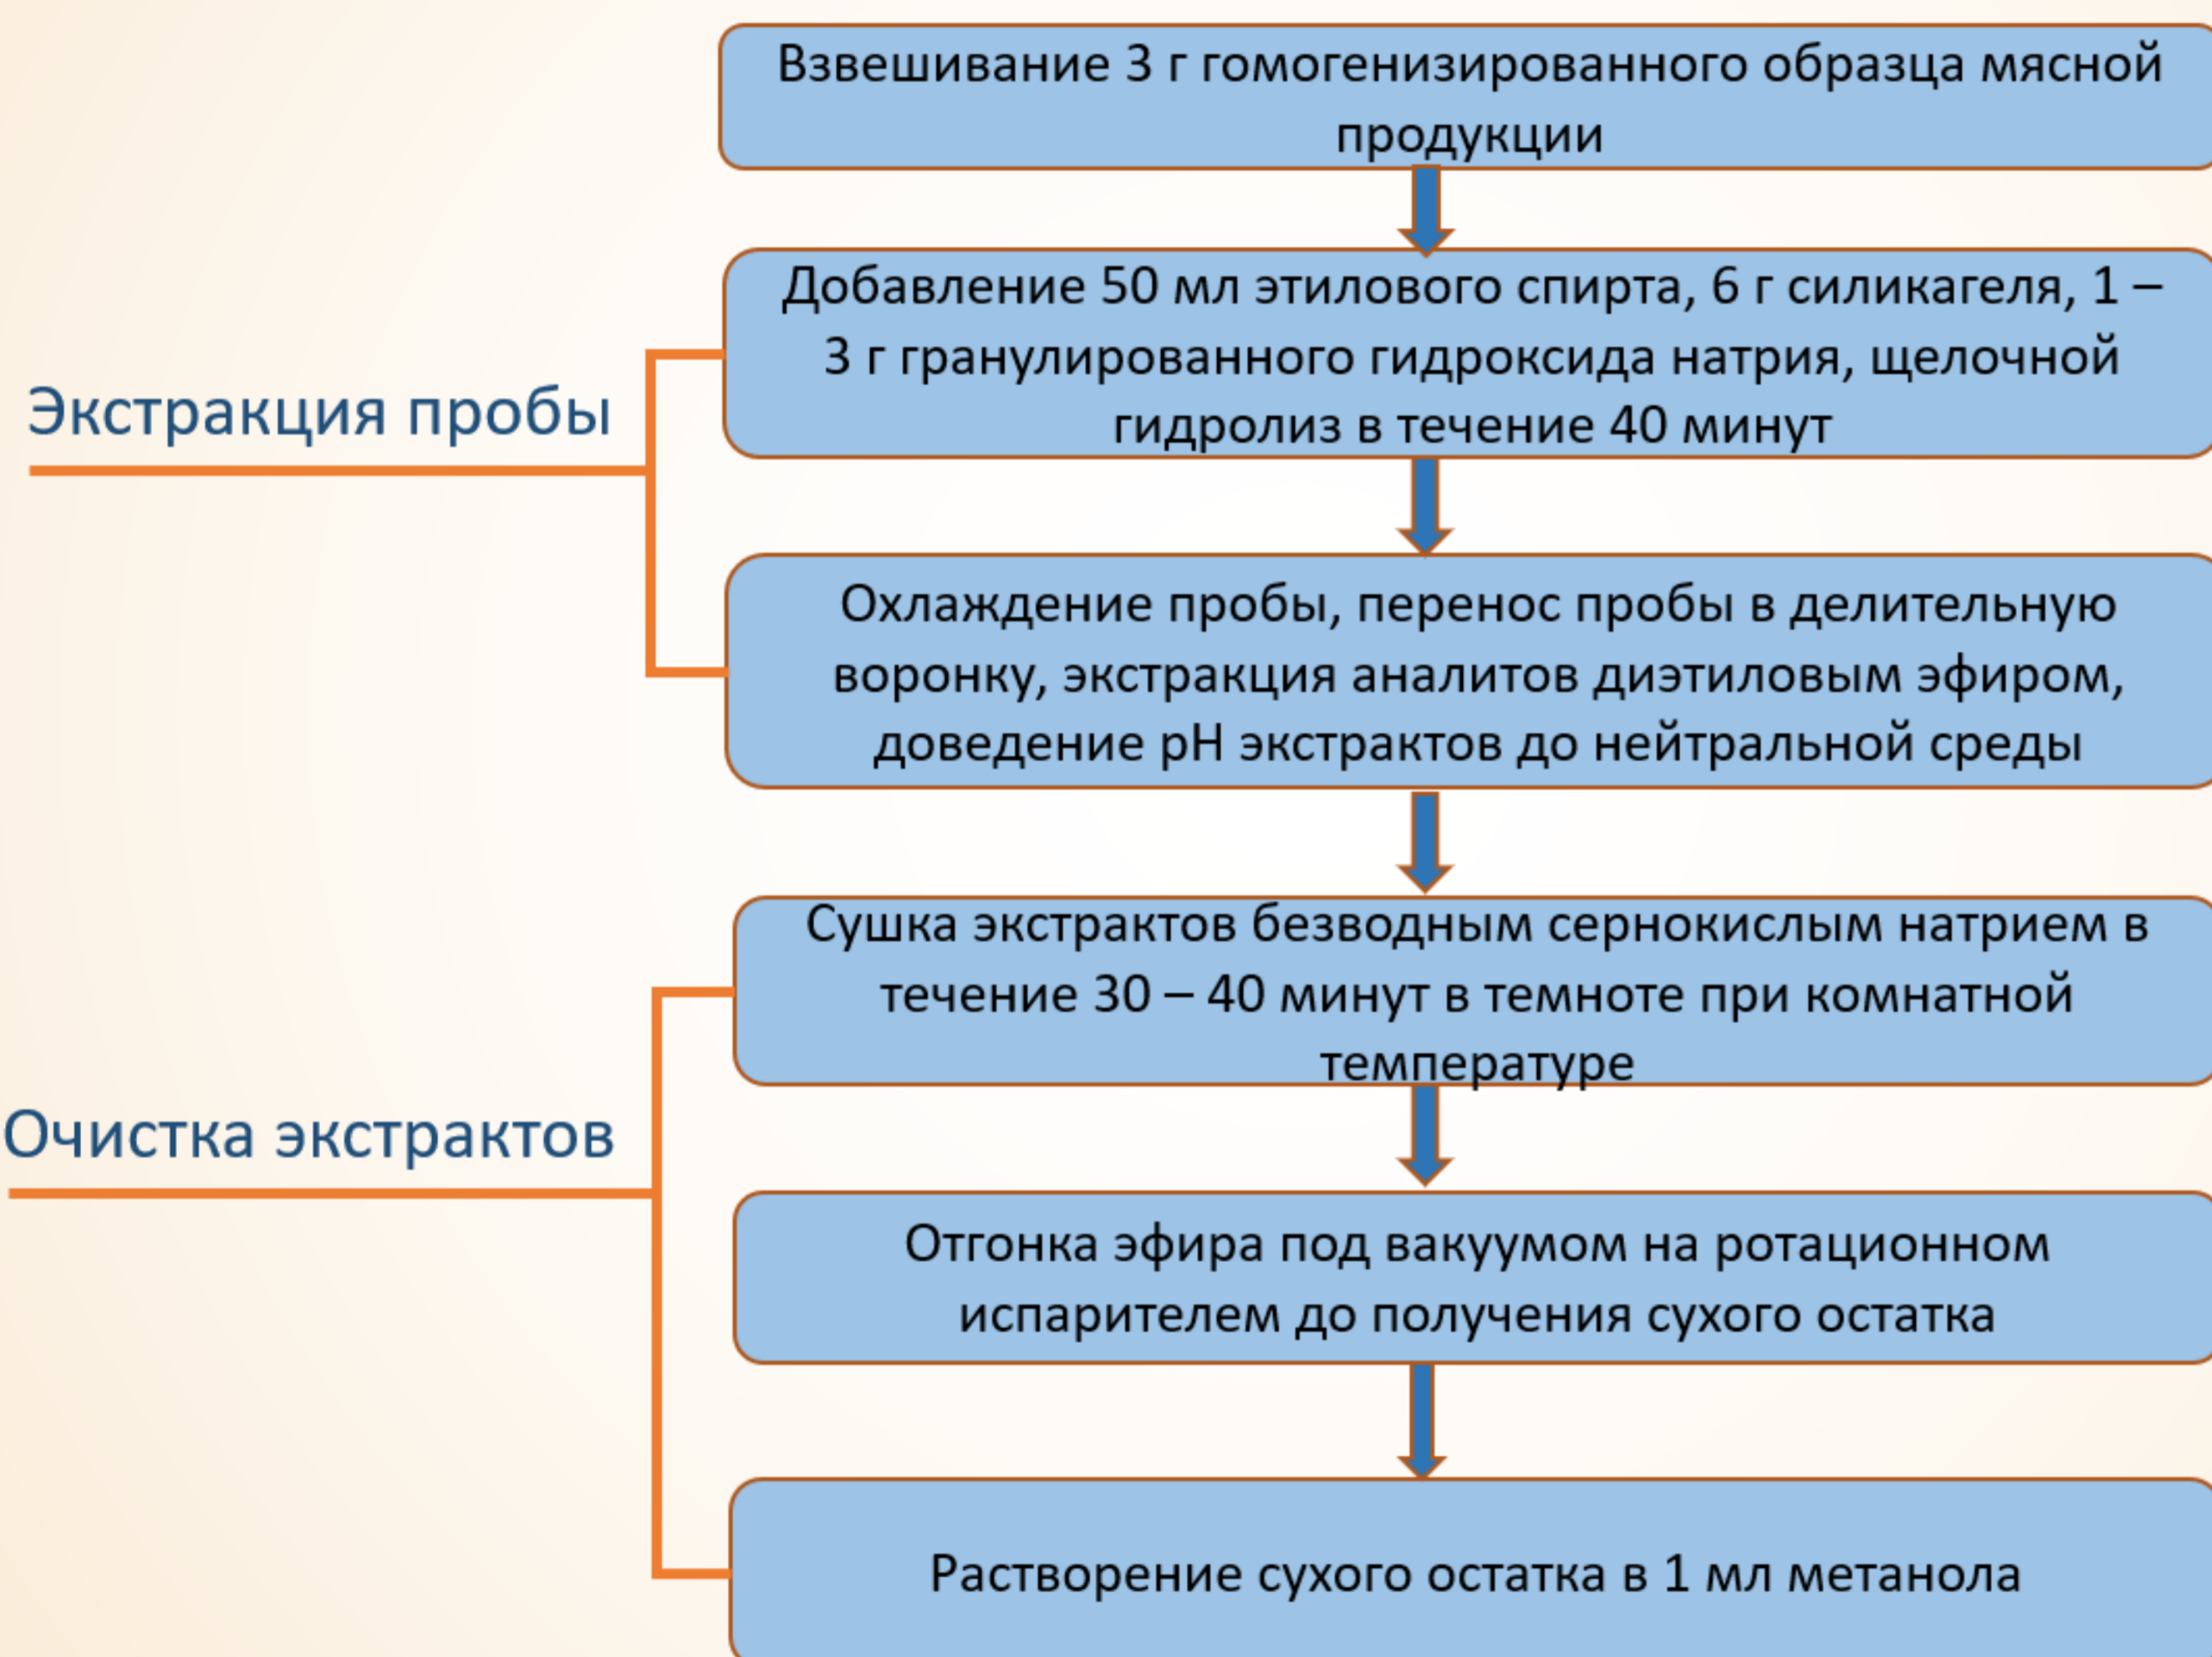 Взвешивание 3 г гомогенизированного образца мясной
продукции
Добавление 50 мл этилового спирта, 6 г силикагеля, 1 –
3 г гранулированного гидроксида натрия, щелочной
гидролиз в течение 40 минут
Экстракция пробы
Охлаждение пробы, перенос пробы в делительную
воронку, экстракция аналитов диэтиловым эфиром,
доведение pH экстрактов до нейтральной среды
Сушка экстрактов безводным сернокислым натрием в
течение 30 – 40 минут в темноте при комнатной
температуре
Очистка экстрактов
Отгонка эфира под вакуумом на ротационном
испарителем до получения сухого остатка
Растворение сухого остатка в 1 мл метанола